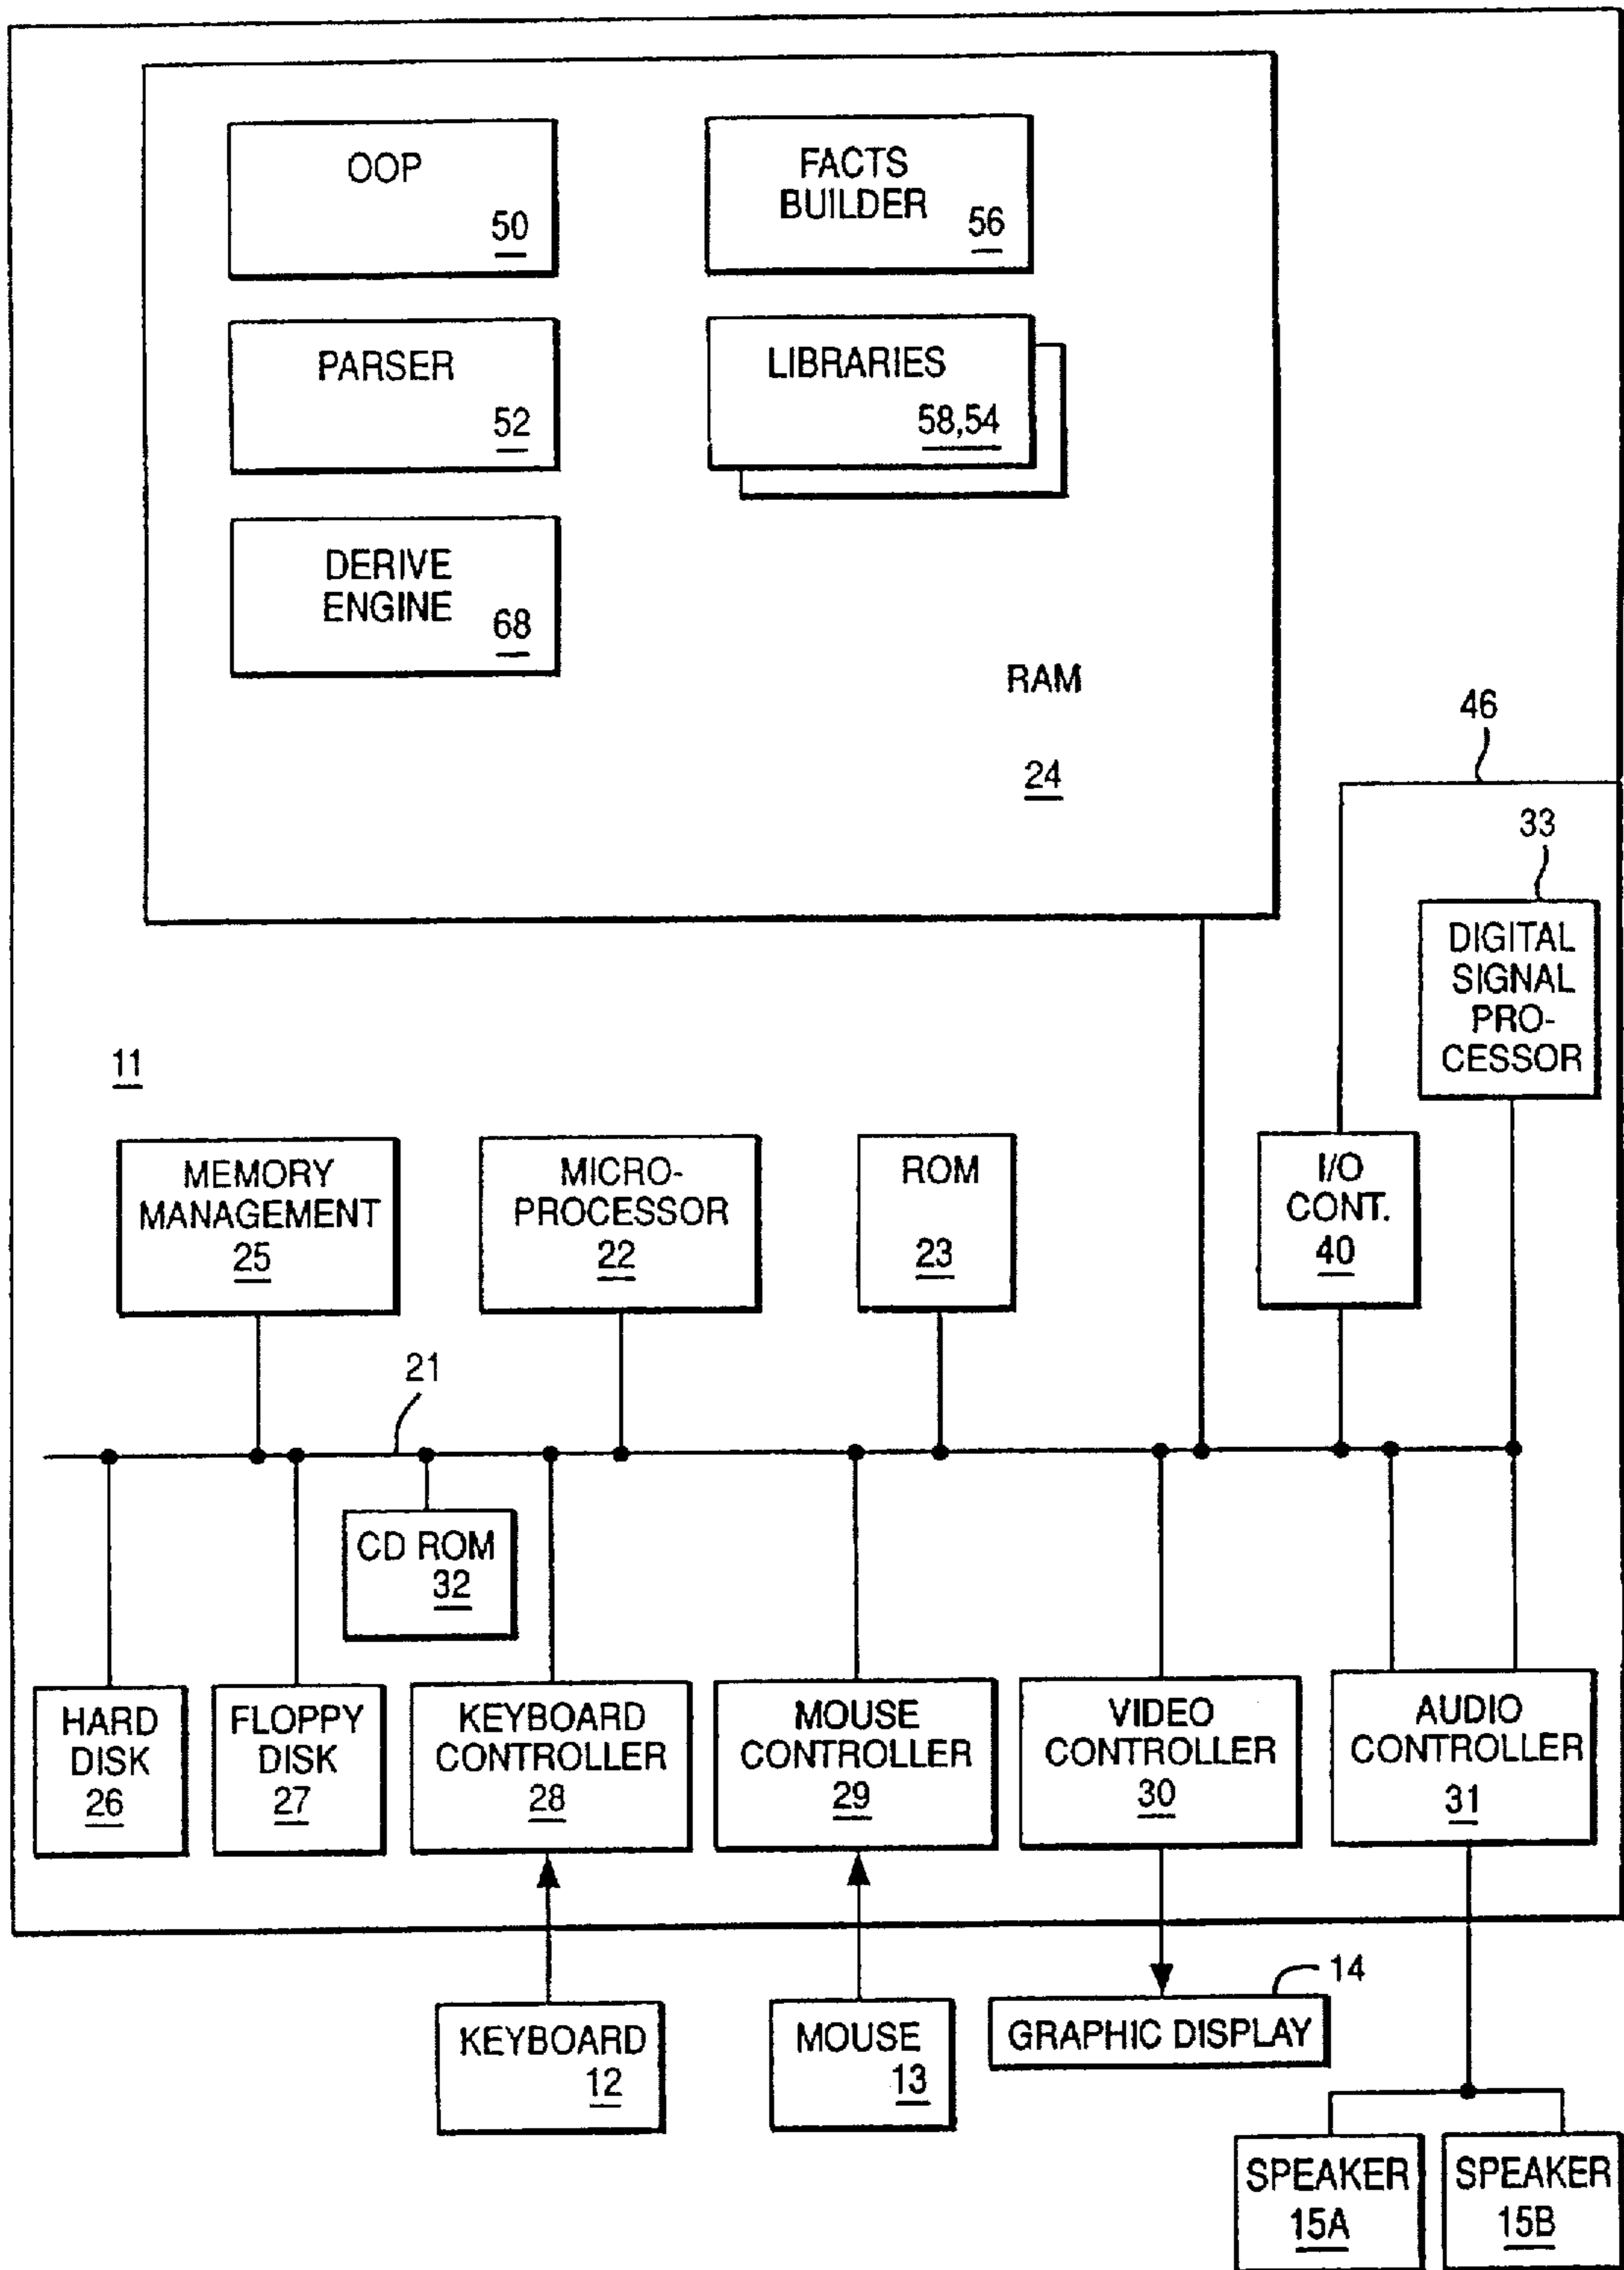 OOP
50
FACTS
BUILDER
56
PARSER
52
LIBRARIES
58,54
DERIVE
ENGINE
68
RAM
24
46
33
DIGITAL
SIGNAL
PRO-
CESSOR
11
MEMORY
MANAGEMENT
25
MICRO-
PROCESSOR
22
ROM
23
I/O
CONT.
40
21
CD ROM
32
HARD
DISK
26
FLOPPY
DISK
27
KEYBOARD
CONTROLLER
28
MOUSE
CONTROLLER
29
VIDEO
CONTROLLER
30
AUDIO
CONTROLLER
31
KEYBOARD
12
MOUSE
13
14
GRAPHIC DISPLAY
SPEAKER
15A
SPEAKER
15B